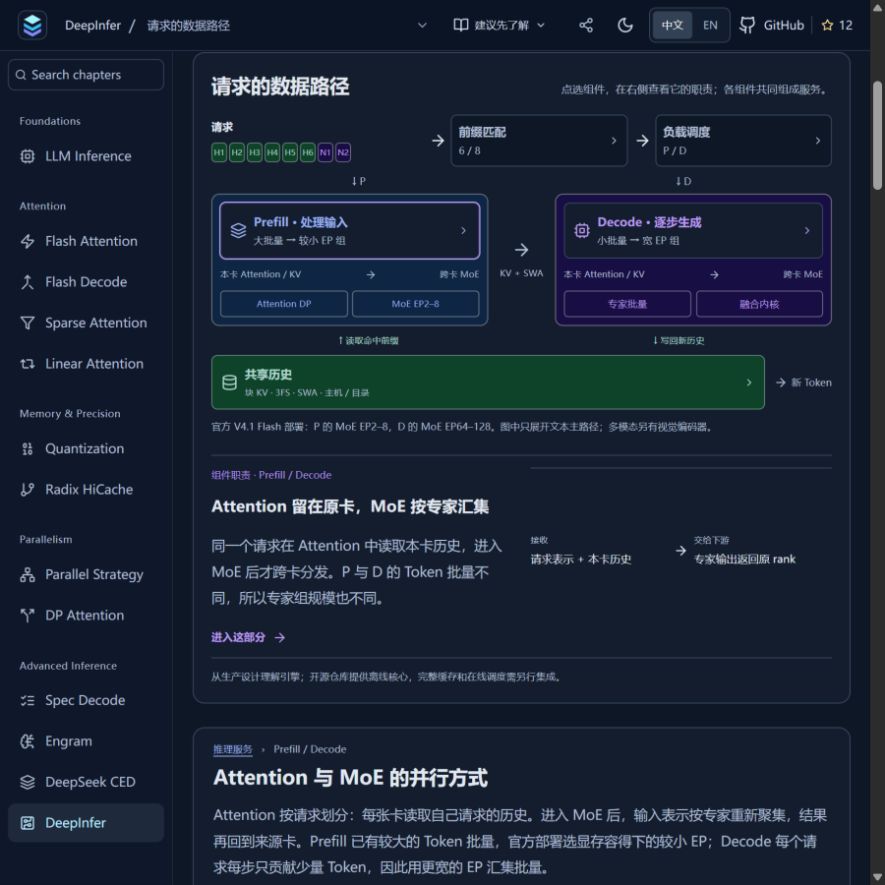 DeepInfer / 请求的数据路径
建议先了解
中文
EN
GitHub
12
Search chapters
Foundations
LLM Inference
Attention
Flash Attention
Flash Decode
Sparse Attention
Linear Attention
Memory & Precision
Quantization
Radix HiCache
Parallelism
Parallel Strategy
DP Attention
Advanced Inference
Spec Decode
Engram
DeepSeek CED
DeepInfer
请求的数据路径
点选组件，在右侧查看它的职责；各组件共同组成服务。
请求
H1 H2 H3 H4 H5 H6 N1 N2
→
前缀匹配
6 / 8
→
负载调度
P / D
↓ P
↓ D
Prefill · 处理输入
大批量 → 较小 EP 组
本卡 Attention / KV → 跨卡 MoE
Attention DP
MoE EP2–8
→
KV + SWA
Decode · 逐步生成
小批量 → 宽 EP 组
本卡 Attention / KV → 跨卡 MoE
专家批量
融合内核
↑ 读取命中前缀
↓ 写回新历史
共享历史
块 KV · 3FS · SWA · 主机 / 目录
→ 新 Token
官方 V4.1 Flash 部署：P 的 MoE EP2–8，D 的 MoE EP64–128。图中只展开文本主路径；多模态另有视觉编码器。
组件职责 · Prefill / Decode
Attention 留在原卡，MoE 按专家汇集
同一个请求在 Attention 中读取本卡历史，进入
MoE 后才跨卡分发。P 与 D 的 Token 批量不
同，所以专家组规模也不同。
接收
请求表示 + 本卡历史
→
交给下游
专家输出返回原 rank
进入这部分 →
从生产设计理解引擎；开源仓库提供离线核心，完整缓存和在线调度需另行集成。
推理服务 › Prefill / Decode
Attention 与 MoE 的并行方式
Attention 按请求划分：每张卡读取自己请求的历史。进入 MoE 后，输入表示按专家重新聚集，结果
再回到来源卡。Prefill 已有较大的 Token 批量，官方部署选显存容得下的较小 EP；Decode 每个请
求每步只贡献少量 Token，因此用更宽的 EP 汇集批量。